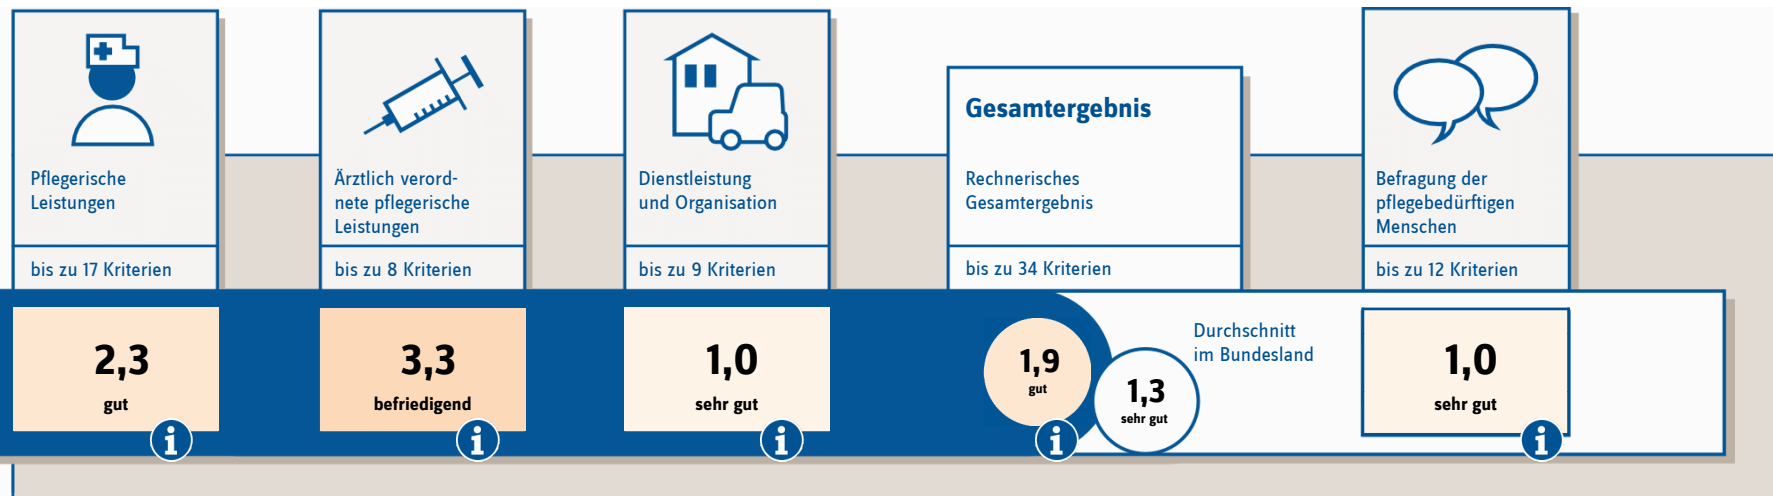 Pflegerische
Leistungen
bis zu 17 Kriterien
2,3
gut
i
Ärztlich verord-
nete pflegerische
Leistungen
bis zu 8 Kriterien
3,3
befriedigend
i
Dienstleistung
und Organisation
bis zu 9 Kriterien
1,0
sehr gut
i
Gesamtergebnis
Rechnerisches
Gesamtergebnis
bis zu 34 Kriterien
1,9
gut
i
Durchschnitt
im Bundesland
1,3
sehr gut
Befragung der
pflegebedürftigen
Menschen
bis zu 12 Kriterien
1,0
sehr gut
i